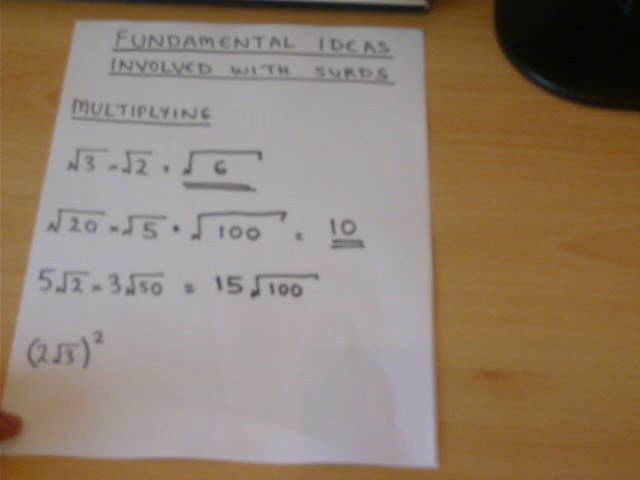 FUNDAMENTAL IDEAS
INVOLVED WITH SURDS
MULTIPLYING
√3 × √2 = √6
√20 × √5 = √100 = 10
5√2 × 3√50 = 15√100
(2√3)²